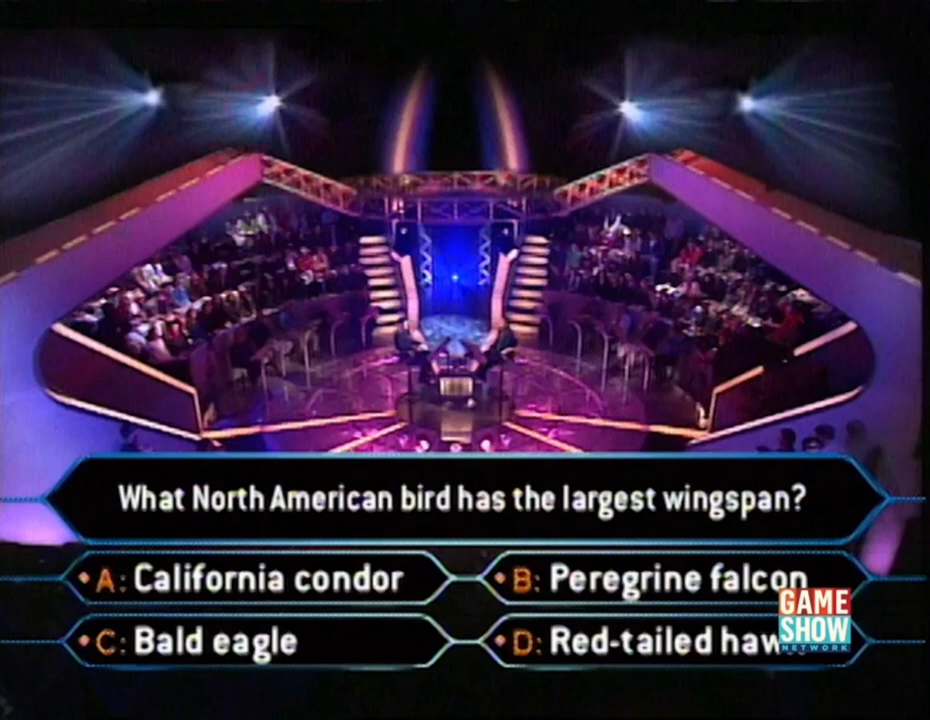 What North American bird has the largest wingspan?
A: California condor
B: Peregrine falcon
C: Bald eagle
D: Red-tailed haw
GAME
SHOW
NETWORK